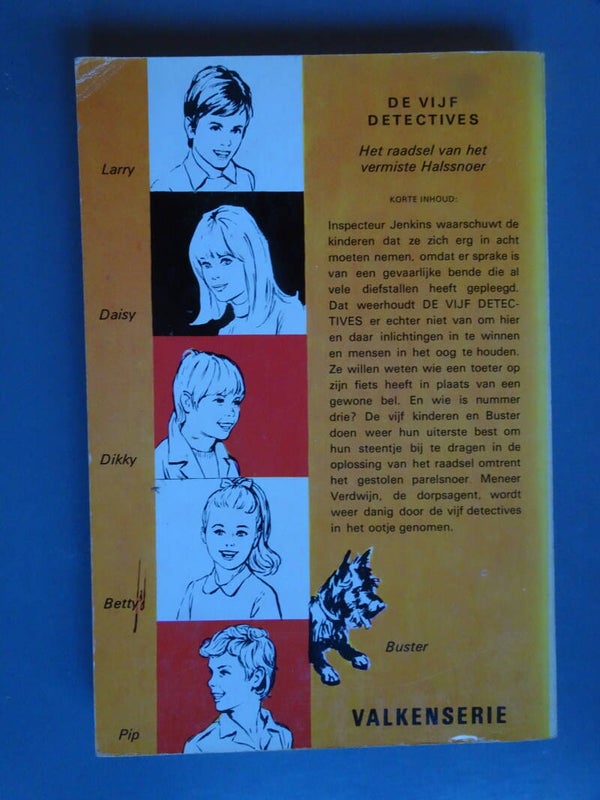 Larry
Daisy
Dikky
Betty
Pip
DE VIJF
DETECTIVES
Het raadsel van het
vermiste Halssnoer
KORTE INHOUD:
Inspecteur Jenkins waarschuwt de
kinderen dat ze zich erg in acht
moeten nemen, omdat er sprake is
van een gevaarlijke bende die al
vele diefstallen heeft gepleegd.
Dat weerhoudt DE VIJF DETEC-
TIVES er echter niet van om hier
en daar inlichtingen in te winnen
en mensen in het oog te houden.
Ze willen weten wie een toeter op
zijn fiets heeft in plaats van een
gewone bel. En wie is nummer
drie? De vijf kinderen en Buster
doen weer hun uiterste best om
hun steentje bij te dragen in de
oplossing van het raadsel omtrent
het gestolen parelsnoer. Meneer
Verdwijn, de dorpsagent, wordt
weer danig door de vijf detectives
in het ootje genomen.
Buster
VALKENSERIE